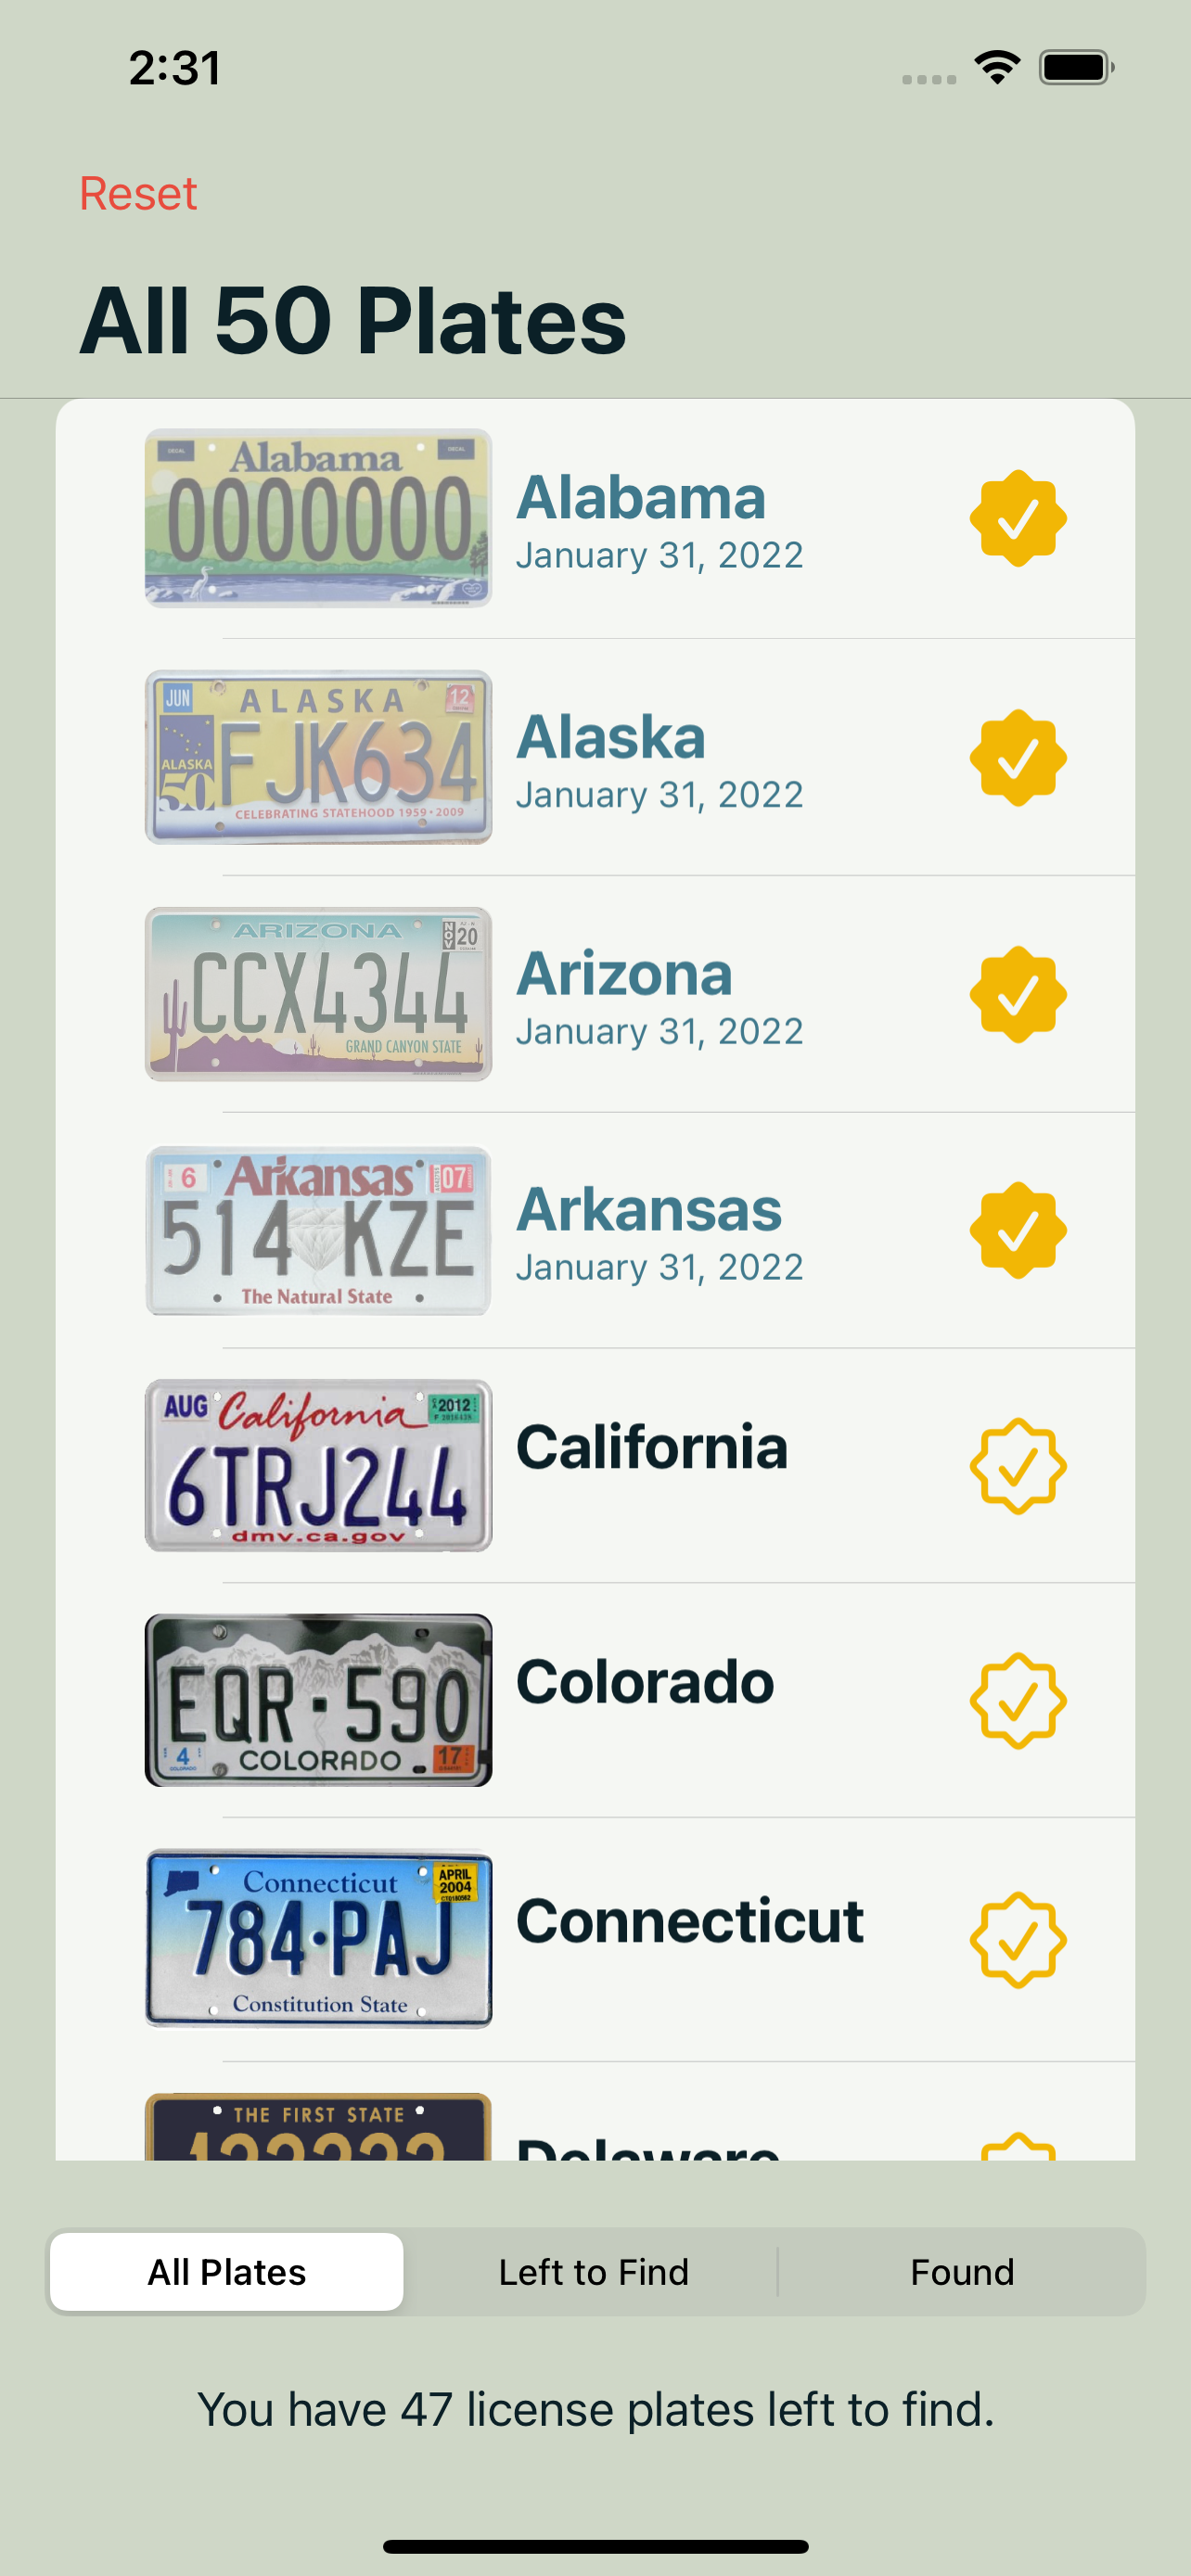 2:31
Reset
All 50 Plates
DECAL
DECAL
Alabama
0000000
Alabama
January 31, 2022
JUN
ALASKA
12
ALASKA
50
FJK634
CELEBRATING STATEHOOD 1959•2009
Alaska
January 31, 2022
ARIZONA
NOV
20
CCX4344
GRAND CANYON STATE
Arizona
January 31, 2022
6
Arkansas
07
514 KZE
The Natural State
Arkansas
January 31, 2022
AUG
California
2012
6TRJ244
dmv.ca.gov
California
EQR·590
4
COLORADO
COLORADO
17
Colorado
Connecticut
APRIL
2004
784·PAJ
Constitution State
Connecticut
THE FIRST STATE
Delaware
All Plates
Left to Find
Found
You have 47 license plates left to find.